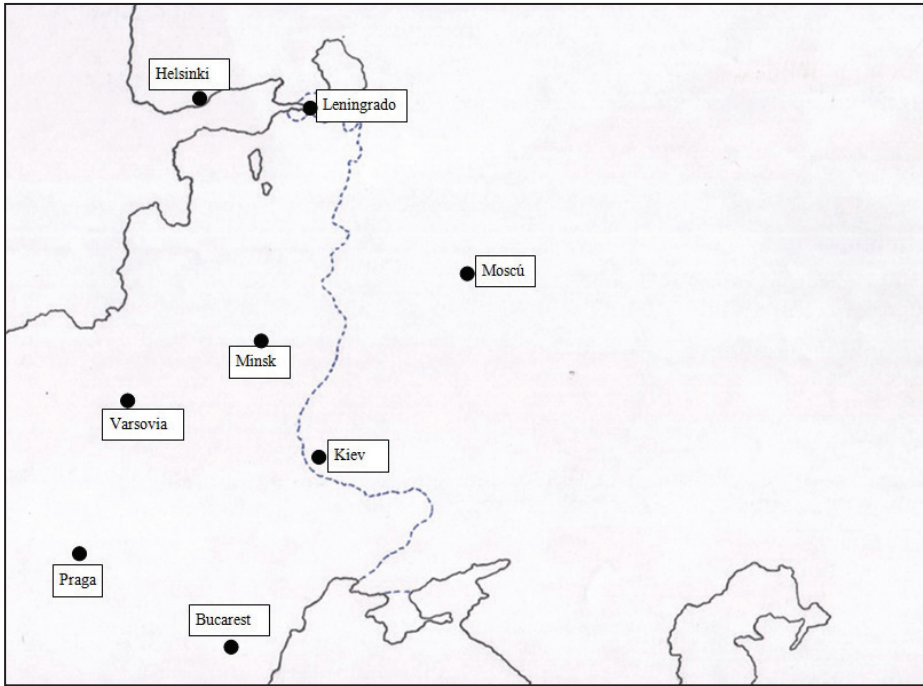 Helsinki
Leningrado
Moscú
Minsk
Varsovia
Kiev
Praga
Bucarest